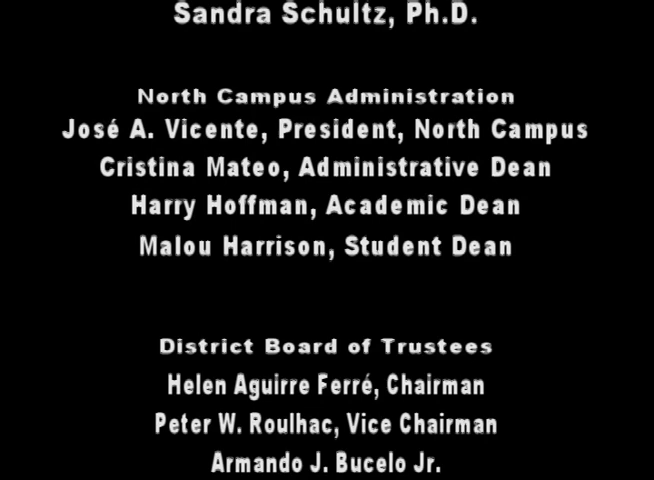 Sandra Schultz, Ph.D.
North Campus Administration
José A. Vicente, President, North Campus
Cristina Mateo, Administrative Dean
Harry Hoffman, Academic Dean
Malou Harrison, Student Dean
District Board of Trustees
Helen Aguirre Ferré, Chairman
Peter W. Roulhac, Vice Chairman
Armando J. Bucelo Jr.